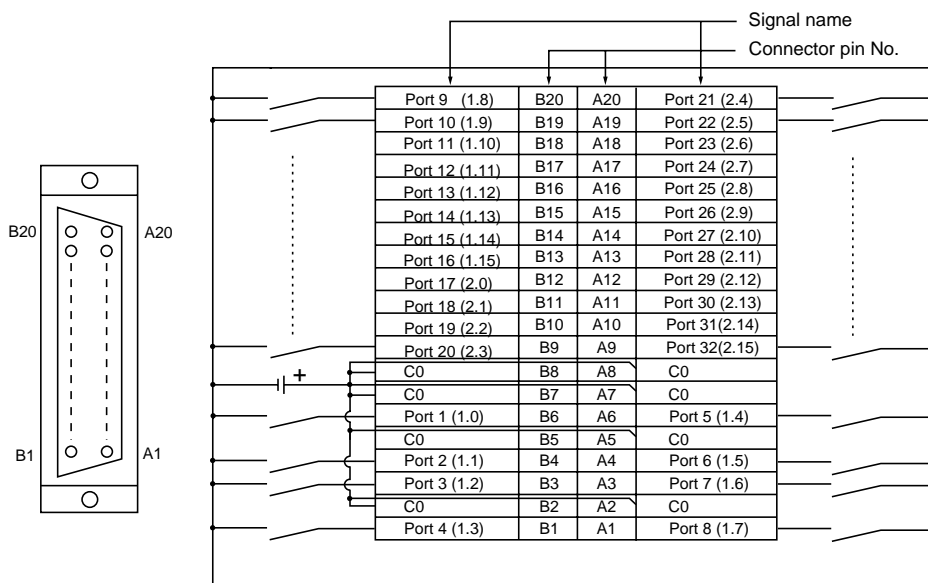 Signal name
Connector pin No.
Port 9 (1.8) B20 A20 Port 21 (2.4)
Port 10 (1.9) B19 A19 Port 22 (2.5)
Port 11 (1.10) B18 A18 Port 23 (2.6)
Port 12 (1.11) B17 A17 Port 24 (2.7)
Port 13 (1.12) B16 A16 Port 25 (2.8)
Port 14 (1.13) B15 A15 Port 26 (2.9)
Port 15 (1.14) B14 A14 Port 27 (2.10)
Port 16 (1.15) B13 A13 Port 28 (2.11)
Port 17 (2.0) B12 A12 Port 29 (2.12)
Port 18 (2.1) B11 A11 Port 30 (2.13)
Port 19 (2.2) B10 A10 Port 31(2.14)
Port 20 (2.3) B9 A9 Port 32(2.15)
C0 B8 A8 C0
+
C0 B7 A7 C0
Port 1 (1.0) B6 A6 Port 5 (1.4)
C0 B5 A5 C0
Port 2 (1.1) B4 A4 Port 6 (1.5)
Port 3 (1.2) B3 A3 Port 7 (1.6)
C0 B2 A2 C0
Port 4 (1.3) B1 A1 Port 8 (1.7)
B20 A20
B1 A1